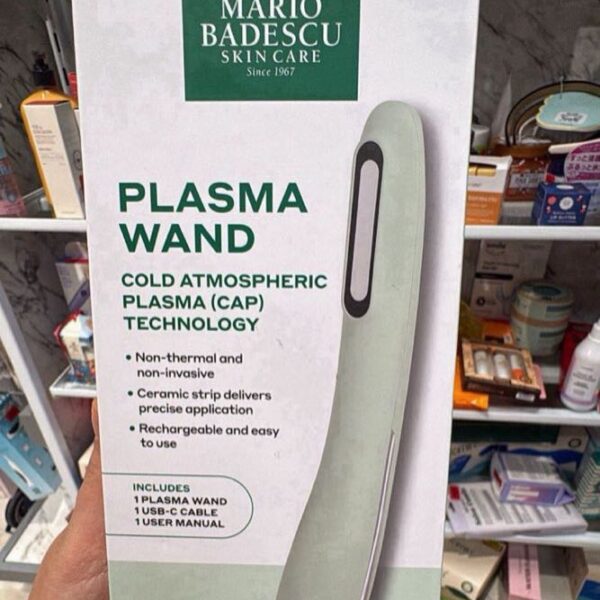 MARIO
BADESCU
SKIN CARE
Since 1967
PLASMA
WAND
COLD ATMOSPHERIC
PLASMA (CAP)
TECHNOLOGY
• Non-thermal and
non-invasive
• Ceramic strip delivers
precise application
• Rechargeable and easy
to use
INCLUDES
1 PLASMA WAND
1 USB-C CABLE
1 USER MANUAL